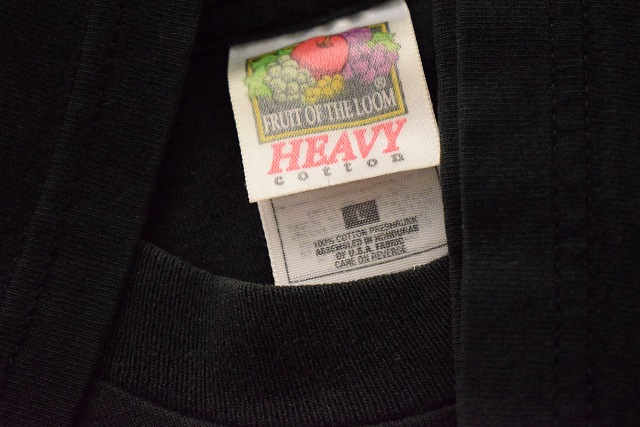 FRUIT OF THE LOOM®
HEAVY
cotton
L
100% COTTON PRESHRUNK
ASSEMBLED IN HONDURAS
OF U.S.A. FABRIC
CARE ON REVERSE